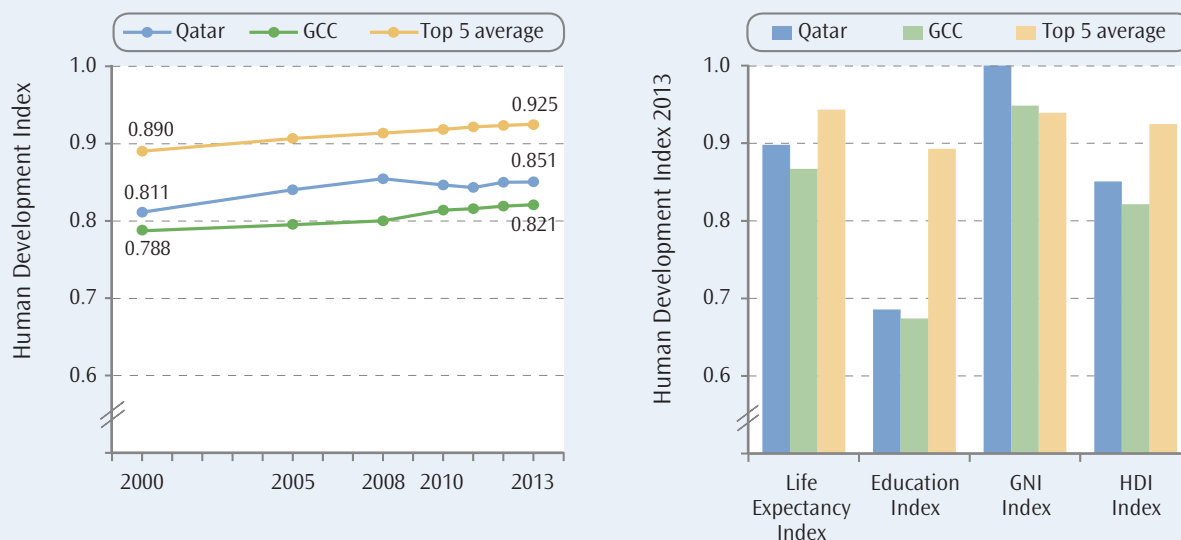 Qatar GCC Top 5 average
Human Development Index
1.0
0.9
0.8
0.7
0.6
0.890
0.925
0.811
0.851
0.788
0.821
2000 2005 2008 2010 2013
Qatar GCC Top 5 average
Human Development Index 2013
1.0
0.9
0.8
0.7
0.6
Life
Expectancy
Index
Education
Index
GNI
Index
HDI
Index